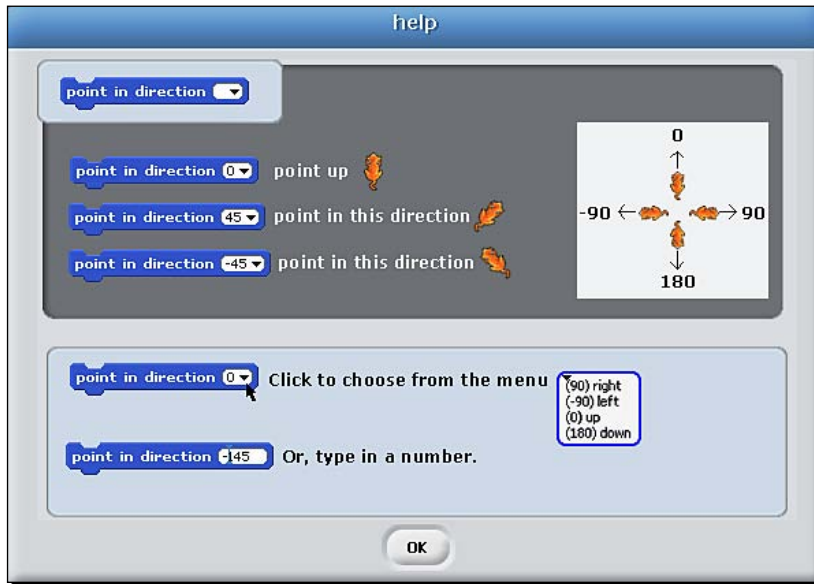 help
point in direction
point in direction 0 point up
point in direction 45 point in this direction
point in direction -45 point in this direction
0
-90 90
180
point in direction 0 Click to choose from the menu
(90) right
(-90) left
(0) up
(180) down
point in direction -145 Or, type in a number.
OK